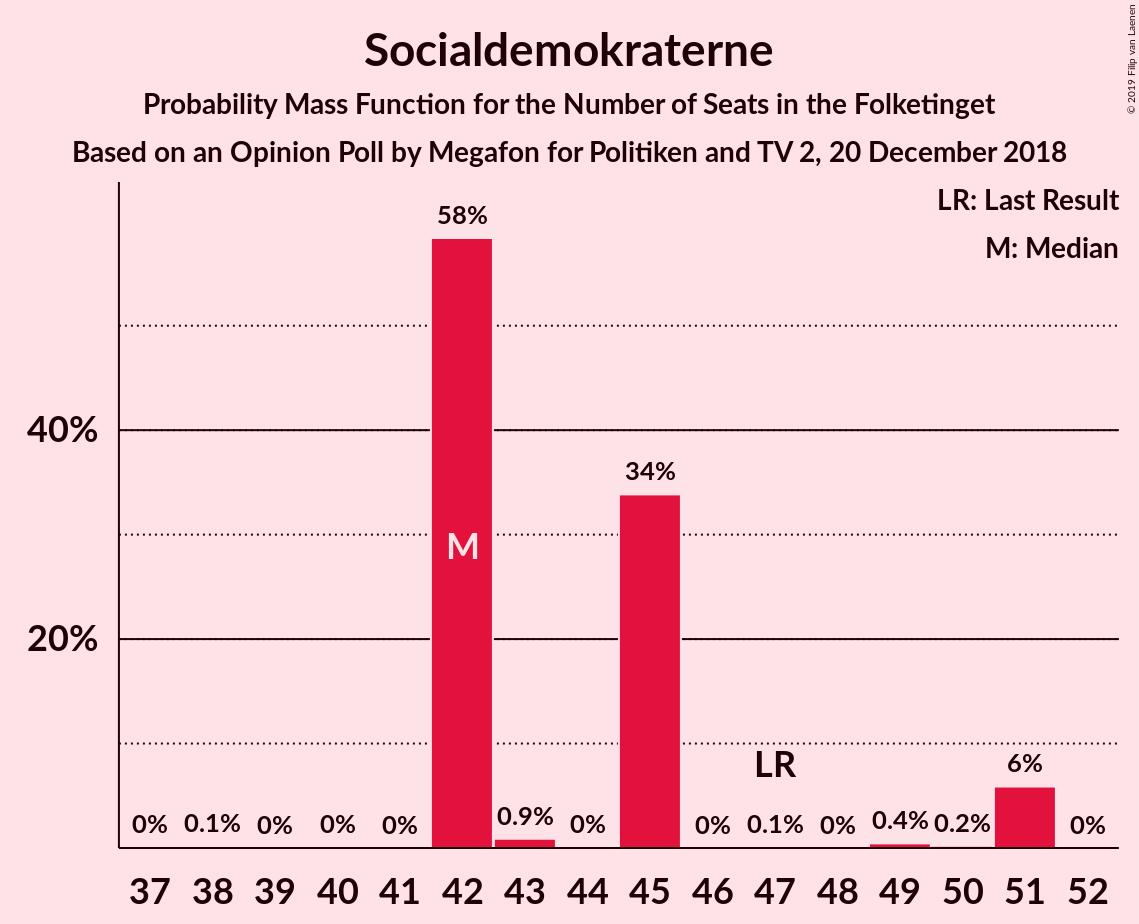 Socialdemokraterne
Probability Mass Function for the Number of Seats in the Folketinget
Based on an Opinion Poll by Megafon for Politiken and TV 2, 20 December 2018
© 2019 Filip van Laenen
LR: Last Result
M: Median
58%
40%
34%
M
20%
LR
6%
0% 0.1% 0% 0% 0% 0.9% 0% 0% 0.1% 0% 0.4% 0.2% 0%
37 38 39 40 41 42 43 44 45 46 47 48 49 50 51 52